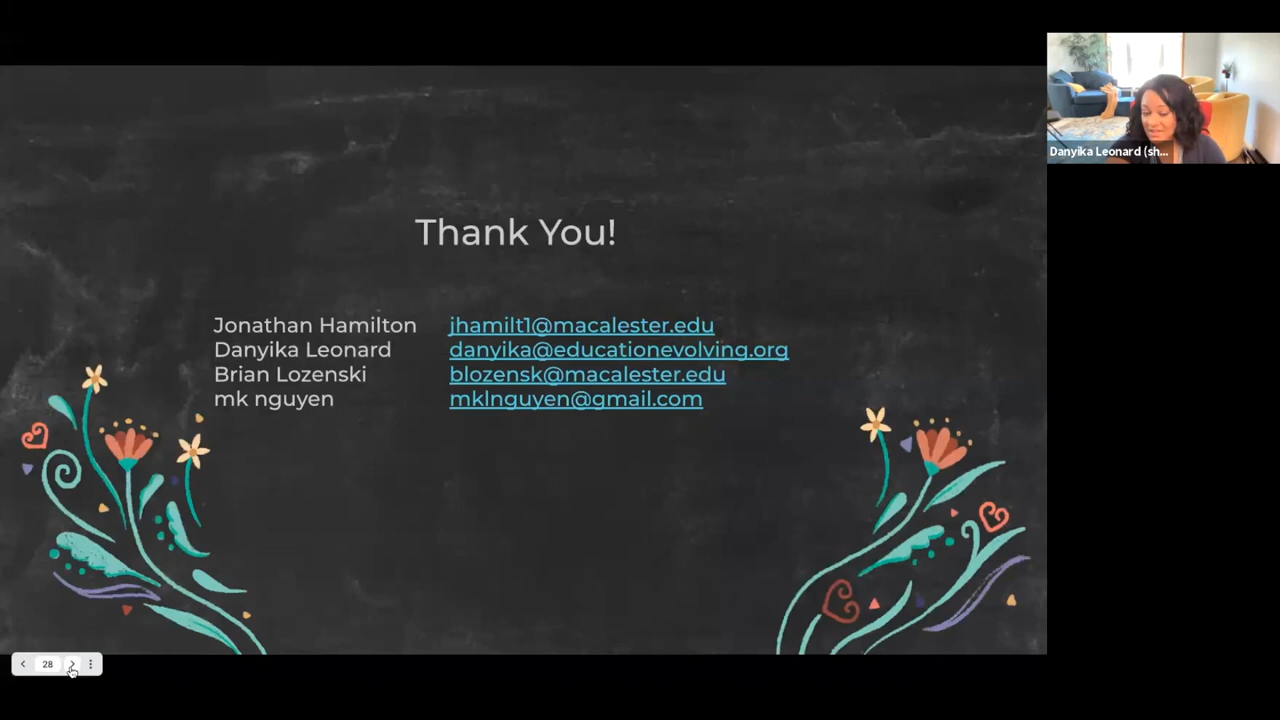 Thank You!
Jonathan Hamilton jhamilt1@macalester.edu
Danyika Leonard danyika@educationevolving.org
Brian Lozenski blozensk@macalester.edu
mk nguyen mklnguyen@gmail.com
Danyika Leonard (sh...
28